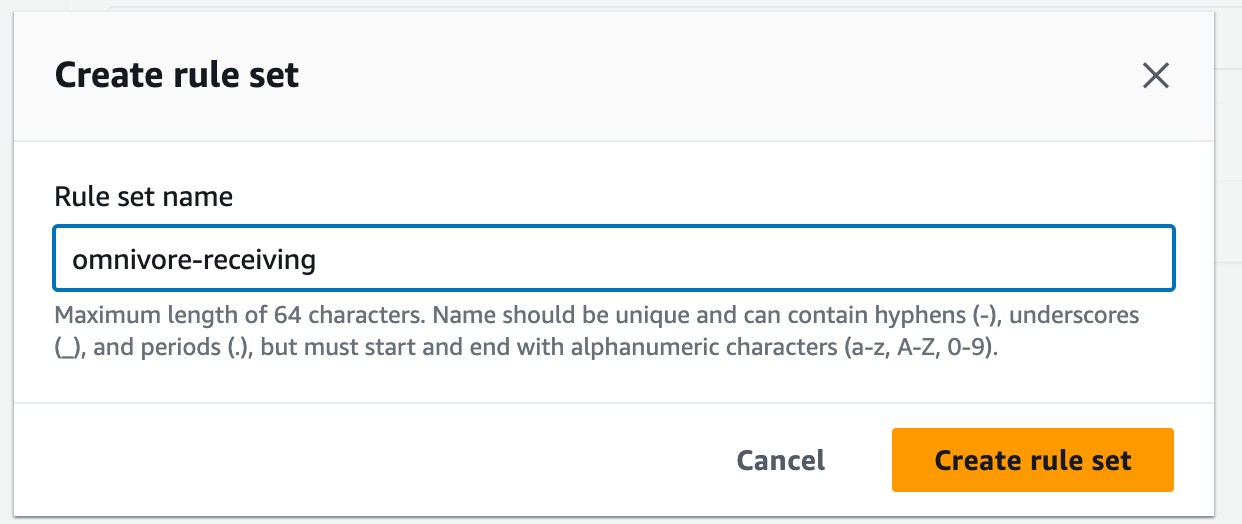 Create rule set
Rule set name
omnivore-receiving
Maximum length of 64 characters. Name should be unique and can contain hyphens (-), underscores
(_), and periods (.), but must start and end with alphanumeric characters (a-z, A-Z, 0-9).
Cancel
Create rule set